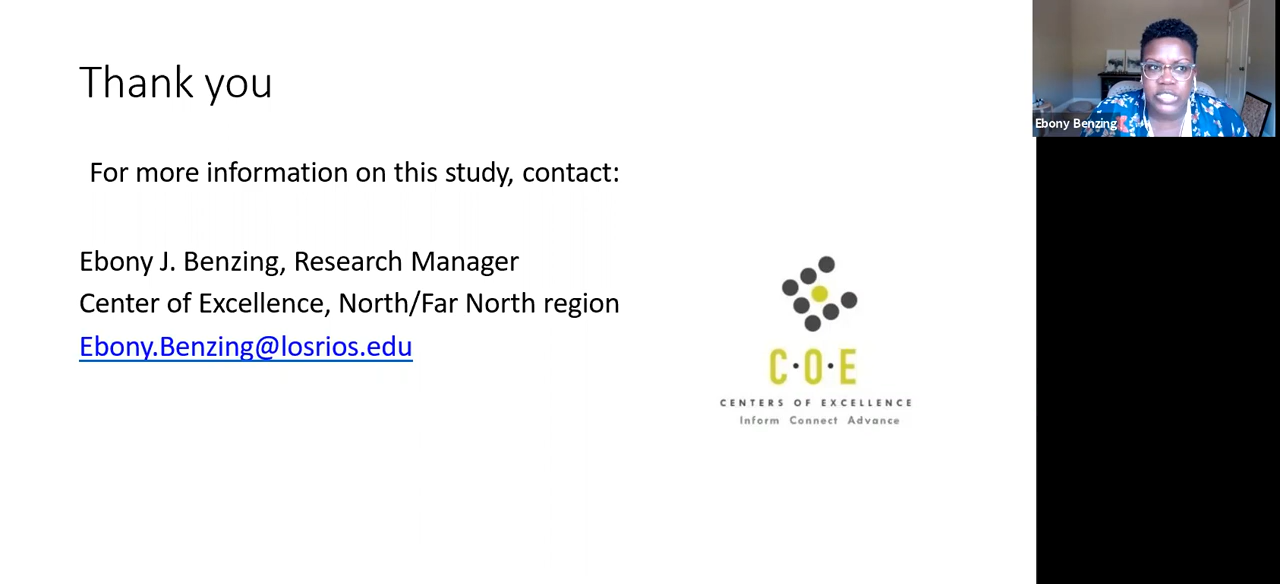 Thank you
For more information on this study, contact:
Ebony J. Benzing, Research Manager
Center of Excellence, North/Far North region
Ebony.Benzing@losrios.edu
C·O·E
CENTERS OF EXCELLENCE
Inform Connect Advance
Ebony Benzing